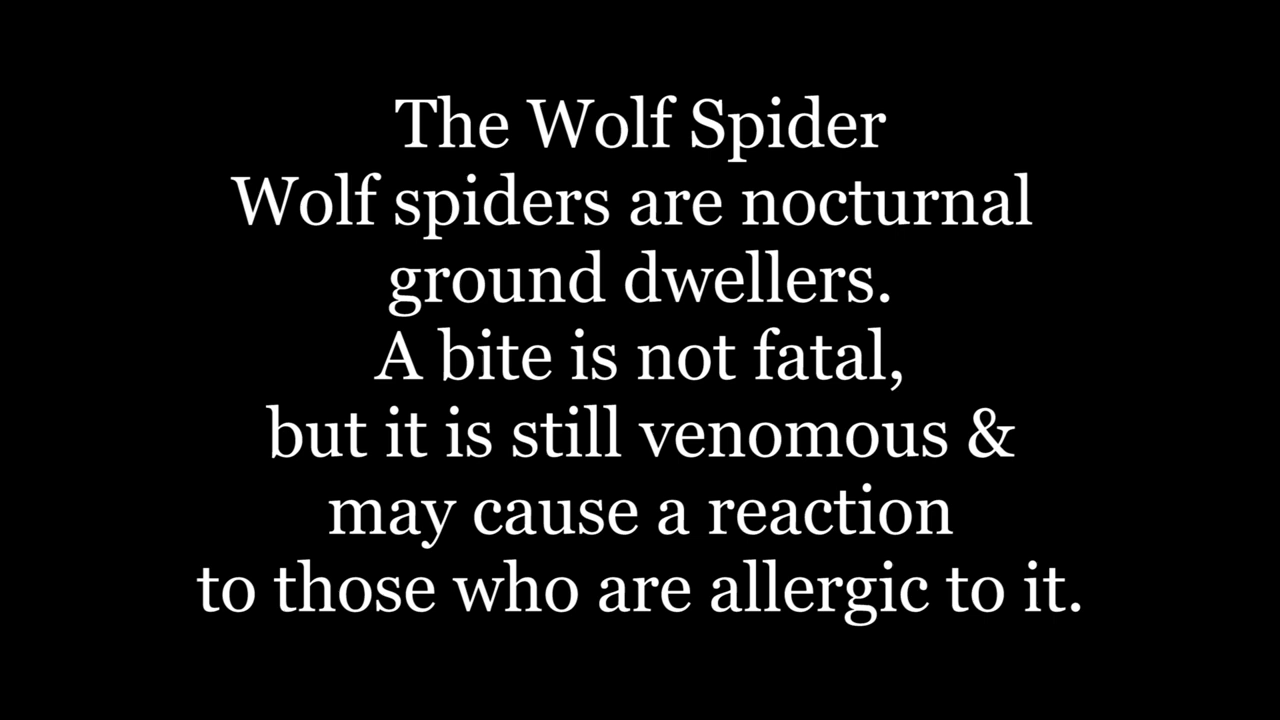 The Wolf Spider
Wolf spiders are nocturnal
ground dwellers.
A bite is not fatal,
but it is still venomous &
may cause a reaction
to those who are allergic to it.